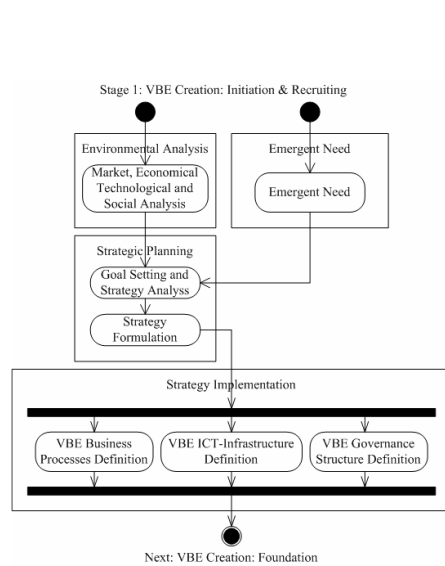 Stage 1: VBE Creation: Initiation & Recruiting
Environmental Analysis
Market, Economical
Technological and
Social Analysis
Emergent Need
Emergent Need
Strategic Planning
Goal Setting and
Strategy Analyss
Strategy
Formulation
Strategy Implementation
VBE Business
Processes Definition
VBE ICT-Infrastructure
Definition
VBE Governance
Structure Definition
Next: VBE Creation: Foundation